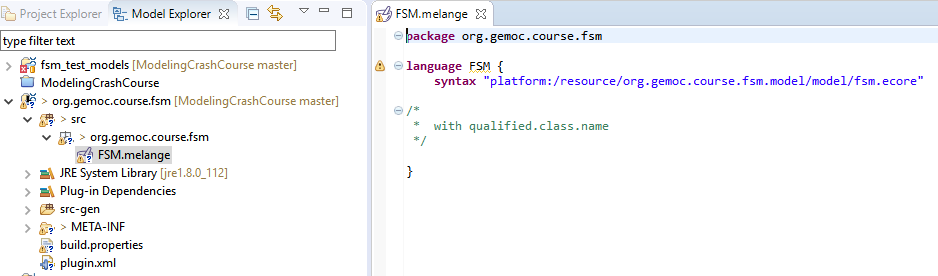 Project Explorer
Model Explorer
type filter text
fsm_test_models [ModelingCrashCourse master]
ModelingCrashCourse
> org.gemoc.course.fsm [ModelingCrashCourse master]
> src
> org.gemoc.course.fsm
FSM.melange
JRE System Library [jre1.8.0_112]
Plug-in Dependencies
src-gen
> META-INF
build.properties
plugin.xml
FSM.melange
package org.gemoc.course.fsm
language FSM {
syntax "platform:/resource/org.gemoc.course.fsm.model/model/fsm.ecore"
/*
* with qualified.class.name
*/
}